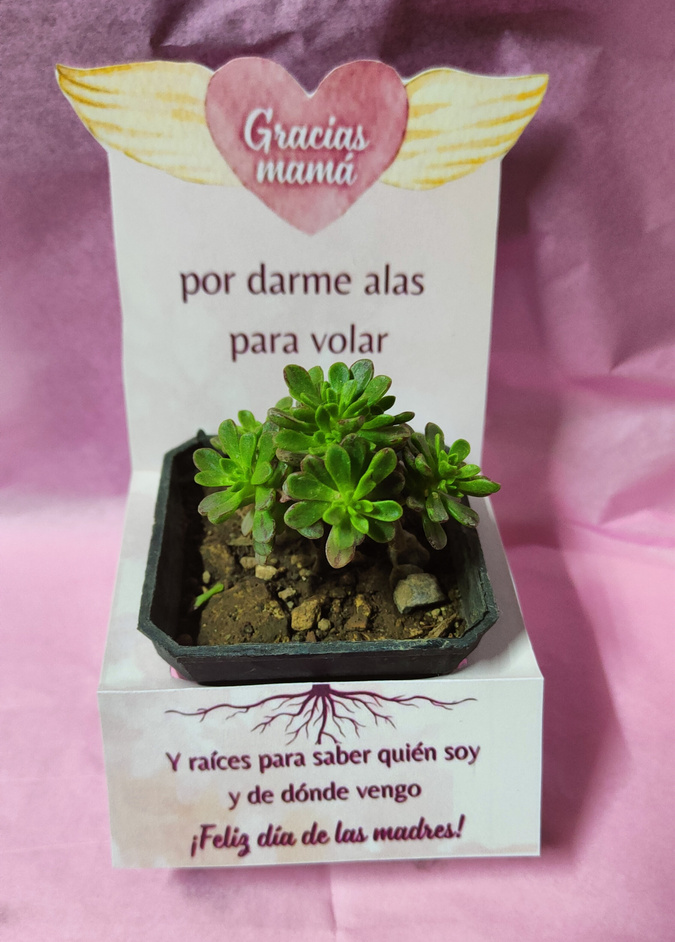 Gracias
mamá
por darme alas
para volar
Y raíces para saber quién soy
y de dónde vengo
¡Feliz día de las madres!